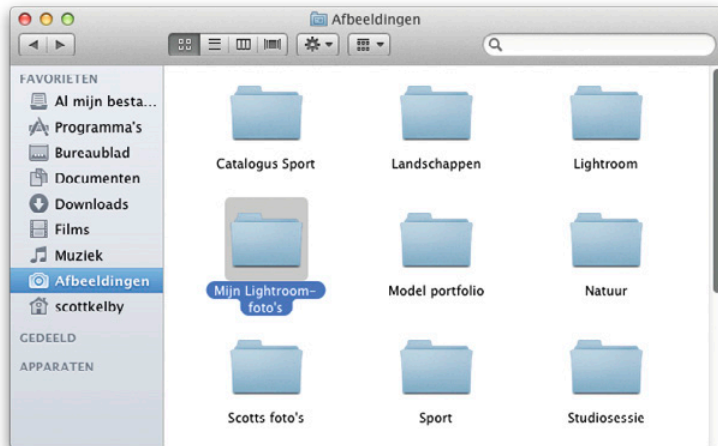 Afbeeldingen
FAVORIETEN
Al mijn besta...
Programma's
Bureaublad
Documenten
Downloads
Films
Muziek
Afbeeldingen
scottkelby
GEDEELD
APPARATEN
Catalogus Sport
Landschappen
Lightroom
Mijn Lightroom-
foto's
Model portfolio
Natuur
Scotts foto's
Sport
Studiosessie